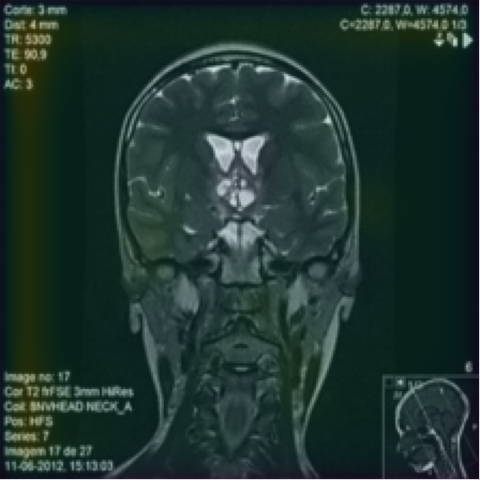 Corte: 3 mm
Dist: 4 mm
TR: 5300
TE: 90,9
TI: 0
AC: 3
C: 2287,0, W: 4574,0
C=2287,0, W=4574,0 1/3
Image no: 17
Cor T2 frFSE 3mm HiRes
Coil: 8NVHEAD NECK_A
Pos: HFS
Series: 7
Imagem 17 de 27
11-06-2012, 15:13:03
6